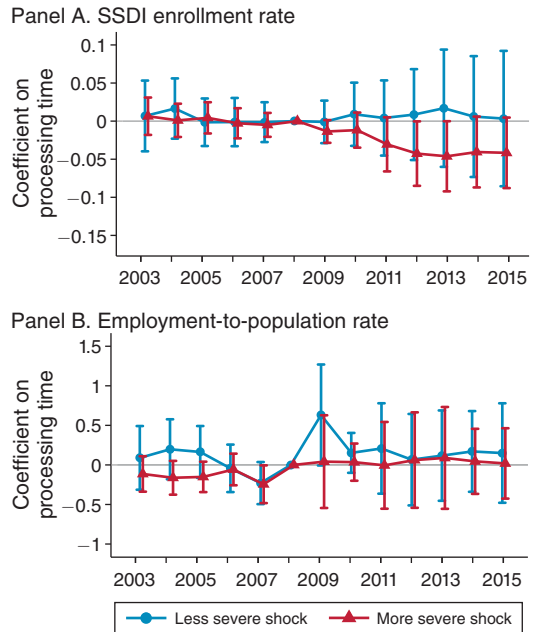 Panel A. SSDI enrollment rate
Coefficient on
processing time
0.1
0.05
0
−0.05
−0.1
−0.15
2003 2005 2007 2009 2011 2013 2015
Panel B. Employment-to-population rate
Coefficient on
processing time
1.5
1
0.5
0
−0.5
−1
2003 2005 2007 2009 2011 2013 2015
Less severe shock More severe shock